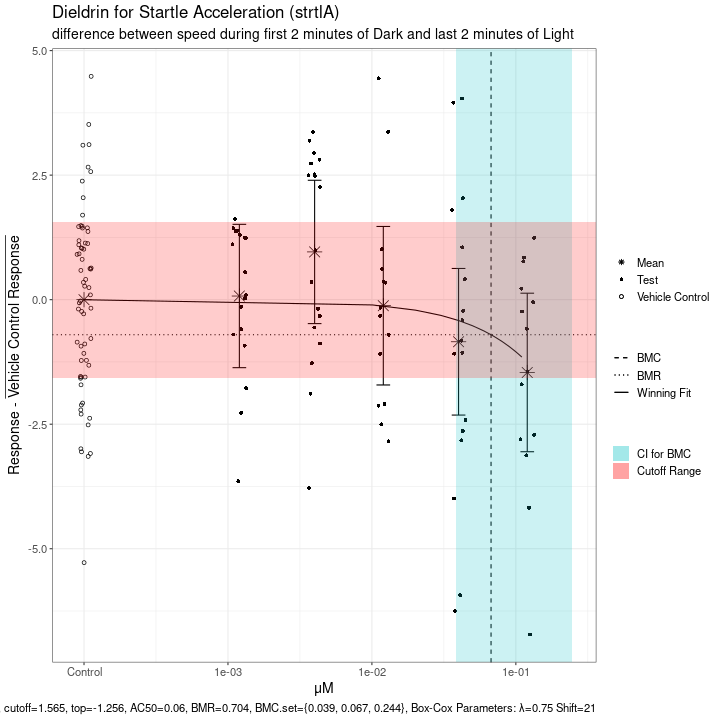 Dieldrin for Startle Acceleration (strtlA)
difference between speed during first 2 minutes of Dark and last 2 minutes of Light
Response - Vehicle Control Response
5.0
2.5
0.0
-2.5
-5.0
Control
1e-03
1e-02
1e-01
μM
Mean
Test
Vehicle Control
BMC
BMR
Winning Fit
CI for BMC
Cutoff Range
cutoff=1.565, top=-1.256, AC50=0.06, BMR=0.704, BMC.set={0.039, 0.067, 0.244}, Box-Cox Parameters: λ=0.75 Shift=21